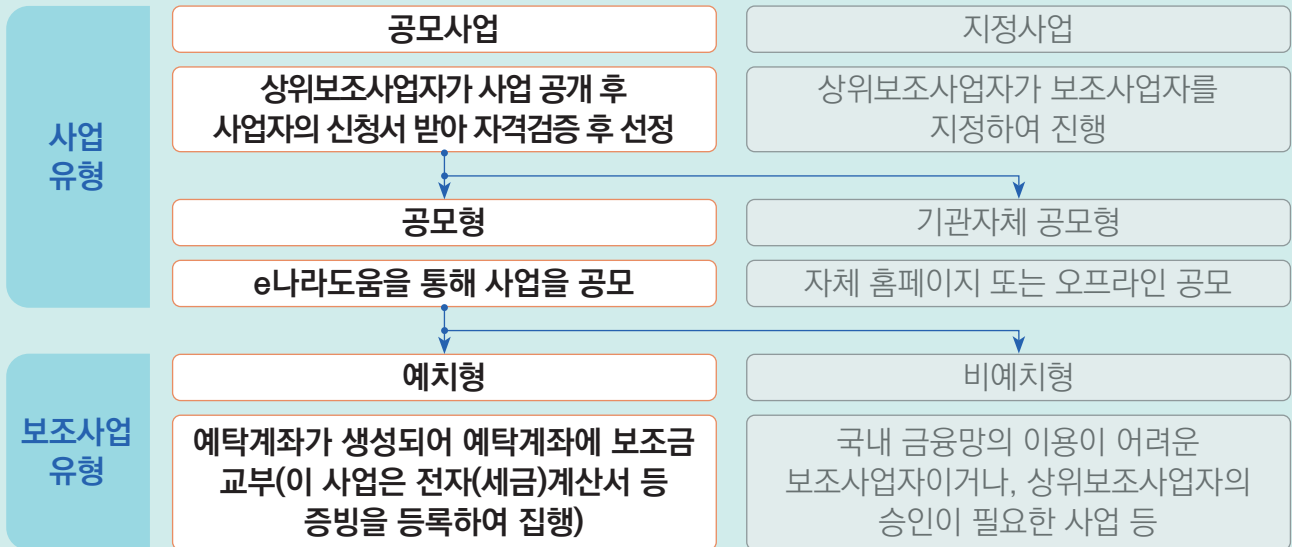 사업
유형
공모사업
지정사업
상위보조사업자가 사업 공개 후
사업자의 신청서 받아 자격검증 후 선정
상위보조사업자가 보조사업자를
지정하여 진행
공모형
기관자체 공모형
e나라도움을 통해 사업을 공모
자체 홈페이지 또는 오프라인 공모
보조사업
유형
예치형
비예치형
예탁계좌가 생성되어 예탁계좌에 보조금
교부(이 사업은 전자(세금)계산서 등
증빙을 등록하여 집행)
국내 금융망의 이용이 어려운
보조사업자이거나, 상위보조사업자의
승인이 필요한 사업 등